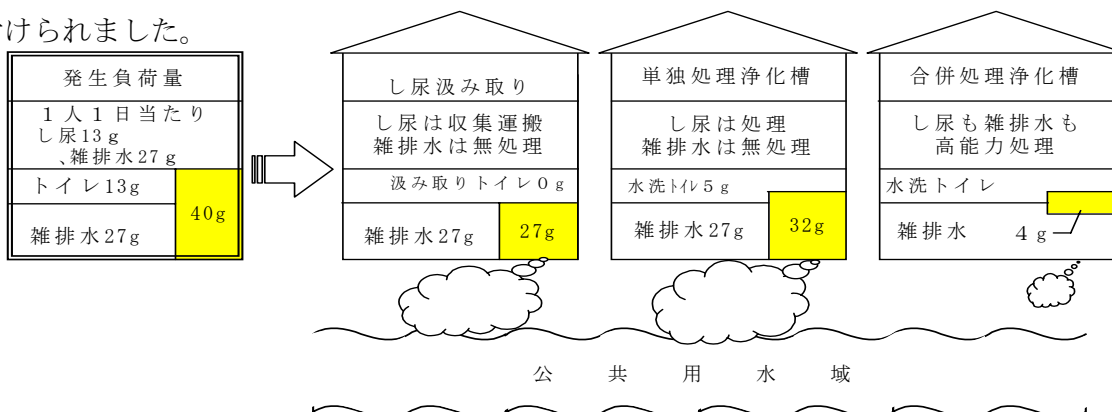 けられました。
発生負荷量
1人1日当たり
し尿13g
、雑排水27g
トイレ13g
雑排水27g
40g
し尿汲み取り
し尿は収集運搬
雑排水は無処理
汲み取りトイレ0g
雑排水27g
27g
単独処理浄化槽
し尿は処理
雑排水は無処理
水洗トイレ5g
雑排水27g
32g
合併処理浄化槽
し尿も雑排水も
高能力処理
水洗トイレ
雑排水 4g
公共用水域